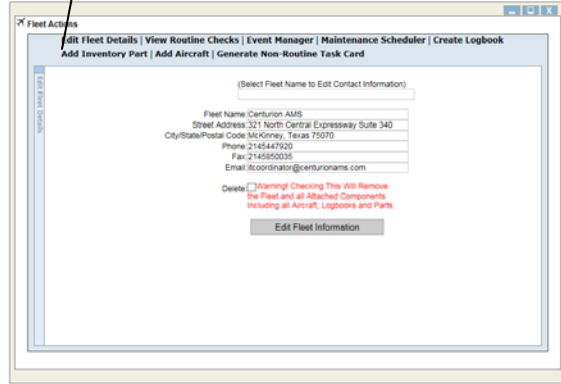 Fleet Actions
Edit Fleet Details | View Routine Checks | Event Manager | Maintenance Scheduler | Create Logbook
Add Inventory Part | Add Aircraft | Generate Non-Routine Task Card
Edit Fleet Details
(Select Fleet Name to Edit Contact Information)
Fleet Name: Centurion AMS
Street Address: 321 North Central Expressway Suite 340
City/State/Postal Code: McKinney, Texas 75070
Phone: 2145447920
Fax: 2145850035
Email: itcoordinator@centurionams.com
Delete: Warning! Checking This Will Remove
the Fleet and all Attached Components
Including all Aircraft, Logbooks and Parts.
Edit Fleet Information